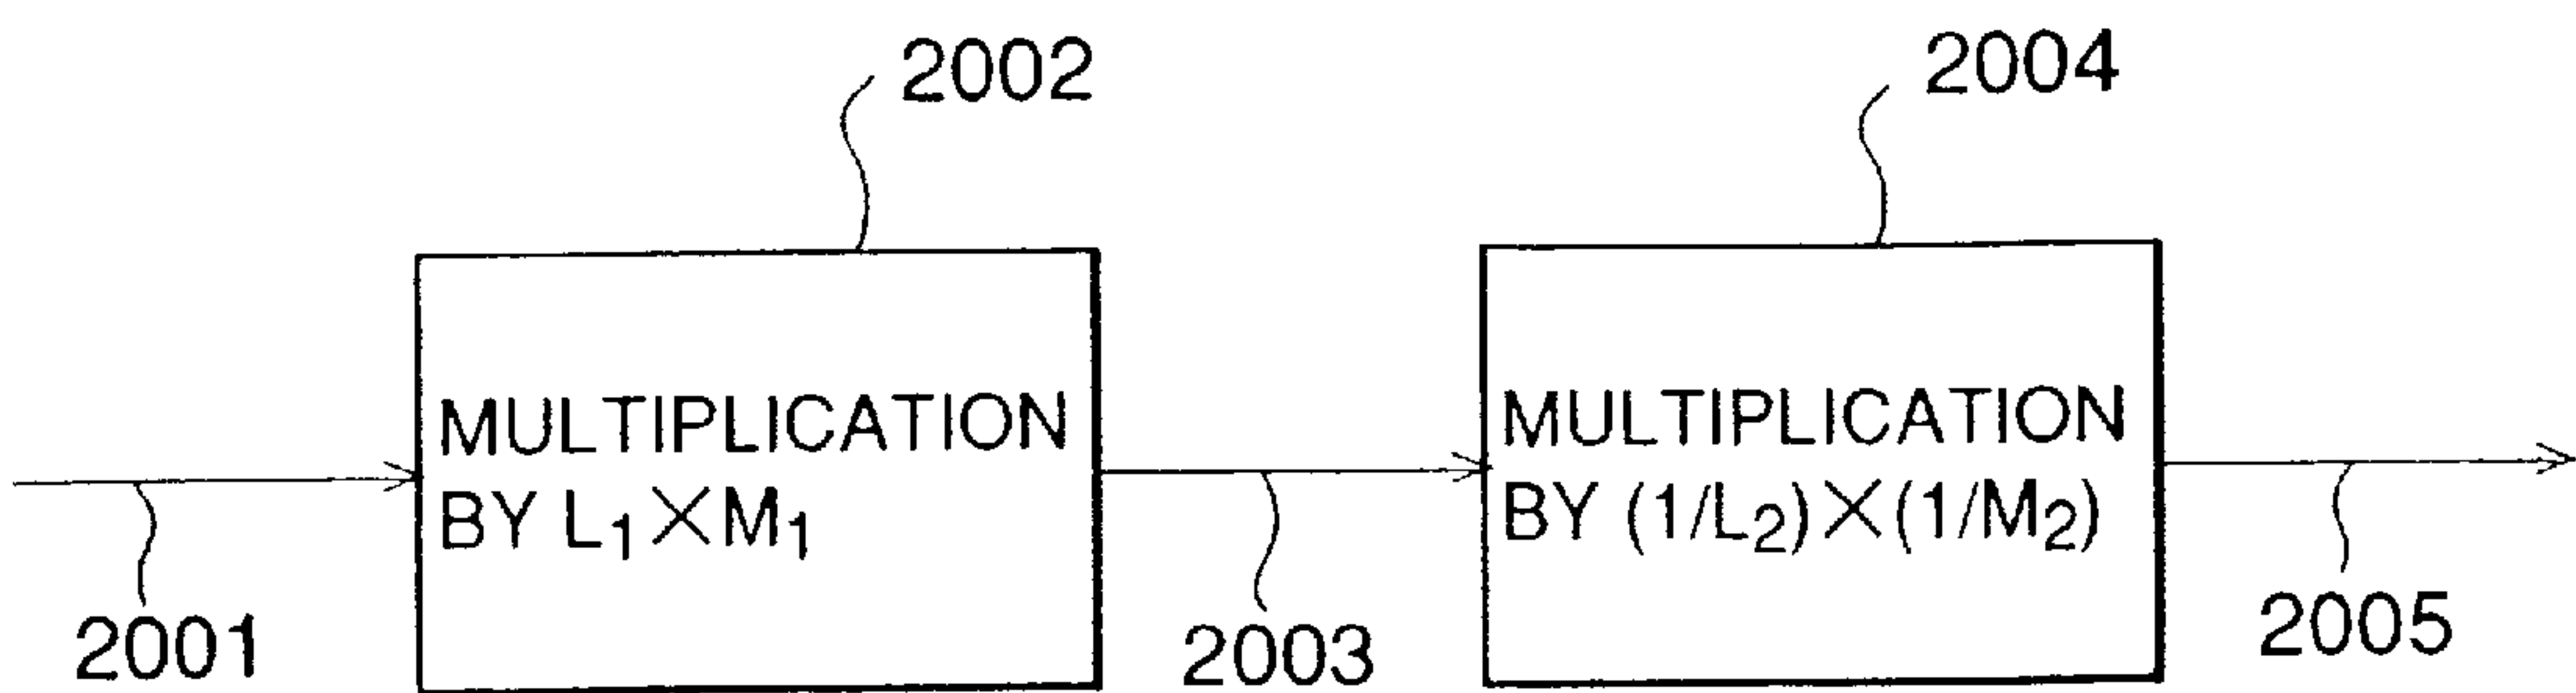 2002
2004
MULTIPLICATION
BY L₁×M₁
MULTIPLICATION
BY (1/L₂)×(1/M₂)
2001
2003
2005